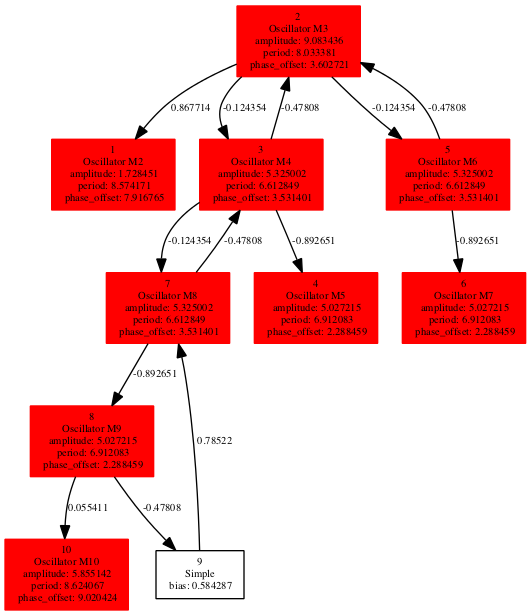 2
Oscillator M3
amplitude: 9.083436
period: 8.033381
phase_offset: 3.602721
0.867714
-0.124354
-0.47808
-0.124354
-0.47808
1
Oscillator M2
amplitude: 1.728451
period: 8.574171
phase_offset: 7.916765
3
Oscillator M4
amplitude: 5.325002
period: 6.612849
phase_offset: 3.531401
5
Oscillator M6
amplitude: 5.325002
period: 6.612849
phase_offset: 3.531401
-0.124354
-0.47808
-0.892651
-0.892651
7
Oscillator M8
amplitude: 5.325002
period: 6.612849
phase_offset: 3.531401
4
Oscillator M5
amplitude: 5.027215
period: 6.912083
phase_offset: 2.288459
6
Oscillator M7
amplitude: 5.027215
period: 6.912083
phase_offset: 2.288459
-0.892651
8
Oscillator M9
amplitude: 5.027215
period: 6.912083
phase_offset: 2.288459
0.78522
0.055411
-0.47808
10
Oscillator M10
amplitude: 5.855142
period: 8.624067
phase_offset: 9.020424
9
Simple
bias: 0.584287